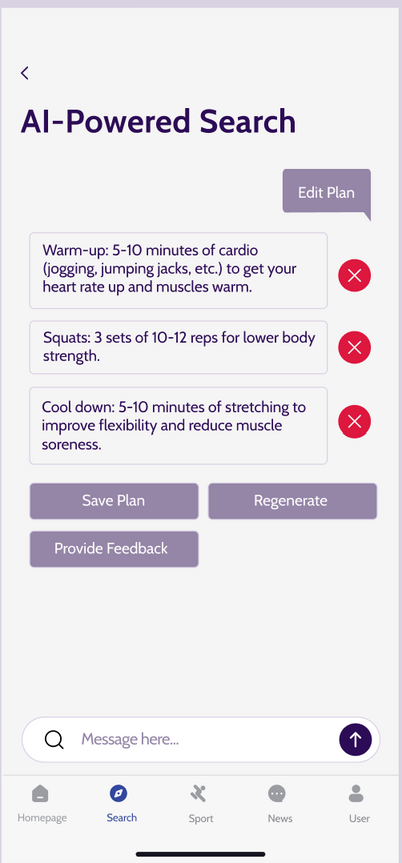 AI-Powered Search
Edit Plan
Warm-up: 5-10 minutes of cardio
(jogging, jumping jacks, etc.) to get your
heart rate up and muscles warm.
Squats: 3 sets of 10-12 reps for lower body
strength.
Cool down: 5-10 minutes of stretching to
improve flexibility and reduce muscle
soreness.
Save Plan
Regenerate
Provide Feedback
Message here...
Homepage
Search
Sport
News
User